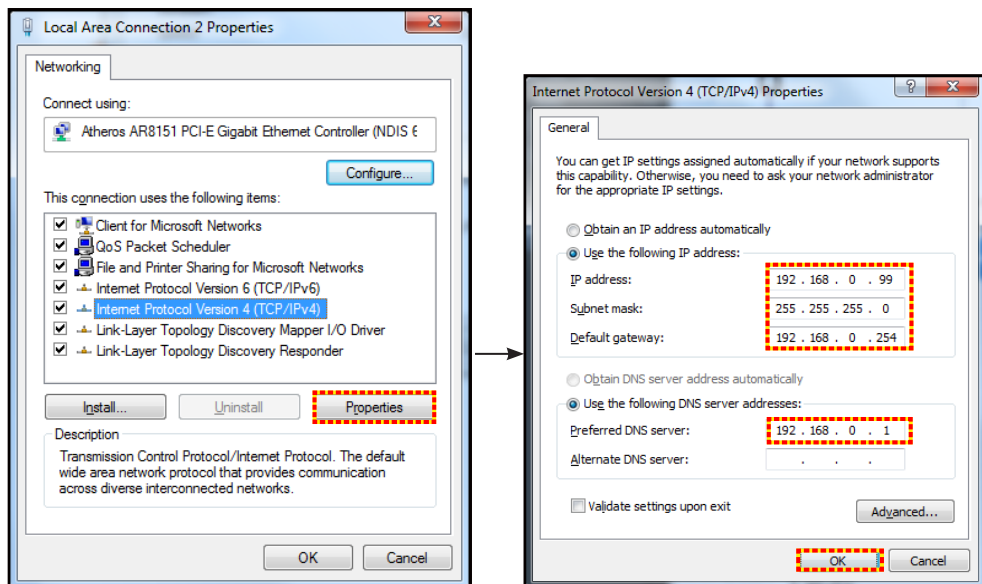 Local Area Connection 2 Properties
Networking
Connect using:
Atheros AR8151 PCI-E Gigabit Ethernet Controller (NDIS 6
Configure...
This connection uses the following items:
Client for Microsoft Networks
QoS Packet Scheduler
File and Printer Sharing for Microsoft Networks
Internet Protocol Version 6 (TCP/IPv6)
Internet Protocol Version 4 (TCP/IPv4)
Link-Layer Topology Discovery Mapper I/O Driver
Link-Layer Topology Discovery Responder
Install...
Uninstall
Properties
Description
Transmission Control Protocol/Internet Protocol. The default
wide area network protocol that provides communication
across diverse interconnected networks.
OK
Cancel
Internet Protocol Version 4 (TCP/IPv4) Properties
General
You can get IP settings assigned automatically if your network supports
this capability. Otherwise, you need to ask your network administrator
for the appropriate IP settings.
Obtain an IP address automatically
Use the following IP address:
IP address: 192 . 168 . 0 . 99
Subnet mask: 255 . 255 . 255 . 0
Default gateway: 192 . 168 . 0 . 254
Obtain DNS server address automatically
Use the following DNS server addresses:
Preferred DNS server: 192 . 168 . 0 . 1
Alternate DNS server: . . .
Validate settings upon exit
Advanced...
OK
Cancel